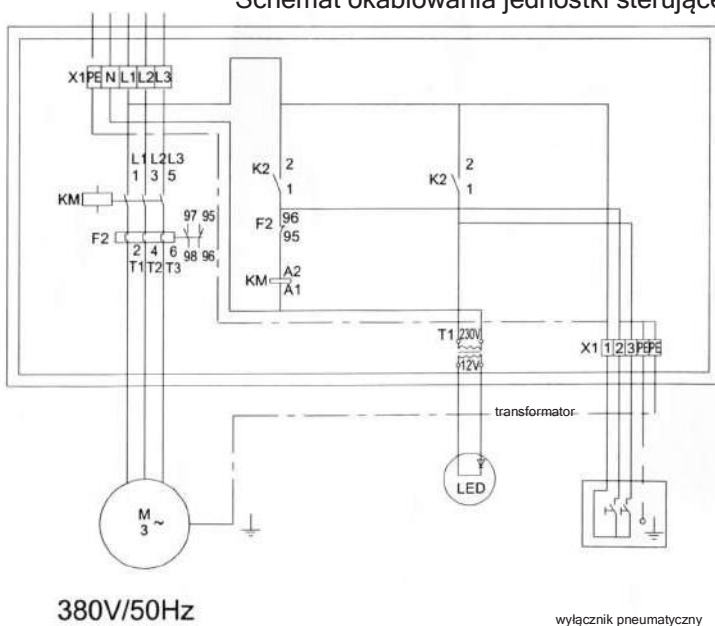 Schemat okablowania jednostki sterujące
X1 PE N L1 L2 L3
L1 L2 L3
1 3 5
KM
F2
97 95
2 4 6
98 96
T1 T2 T3
K2
2
1
F2
96
95
KM
A2
A1
K2
2
1
T1 230V
12V
X1 1 2 3 PE PE
transformator
LED
M
3 ~
380V/50Hz
wyłącznik pneumatyczny